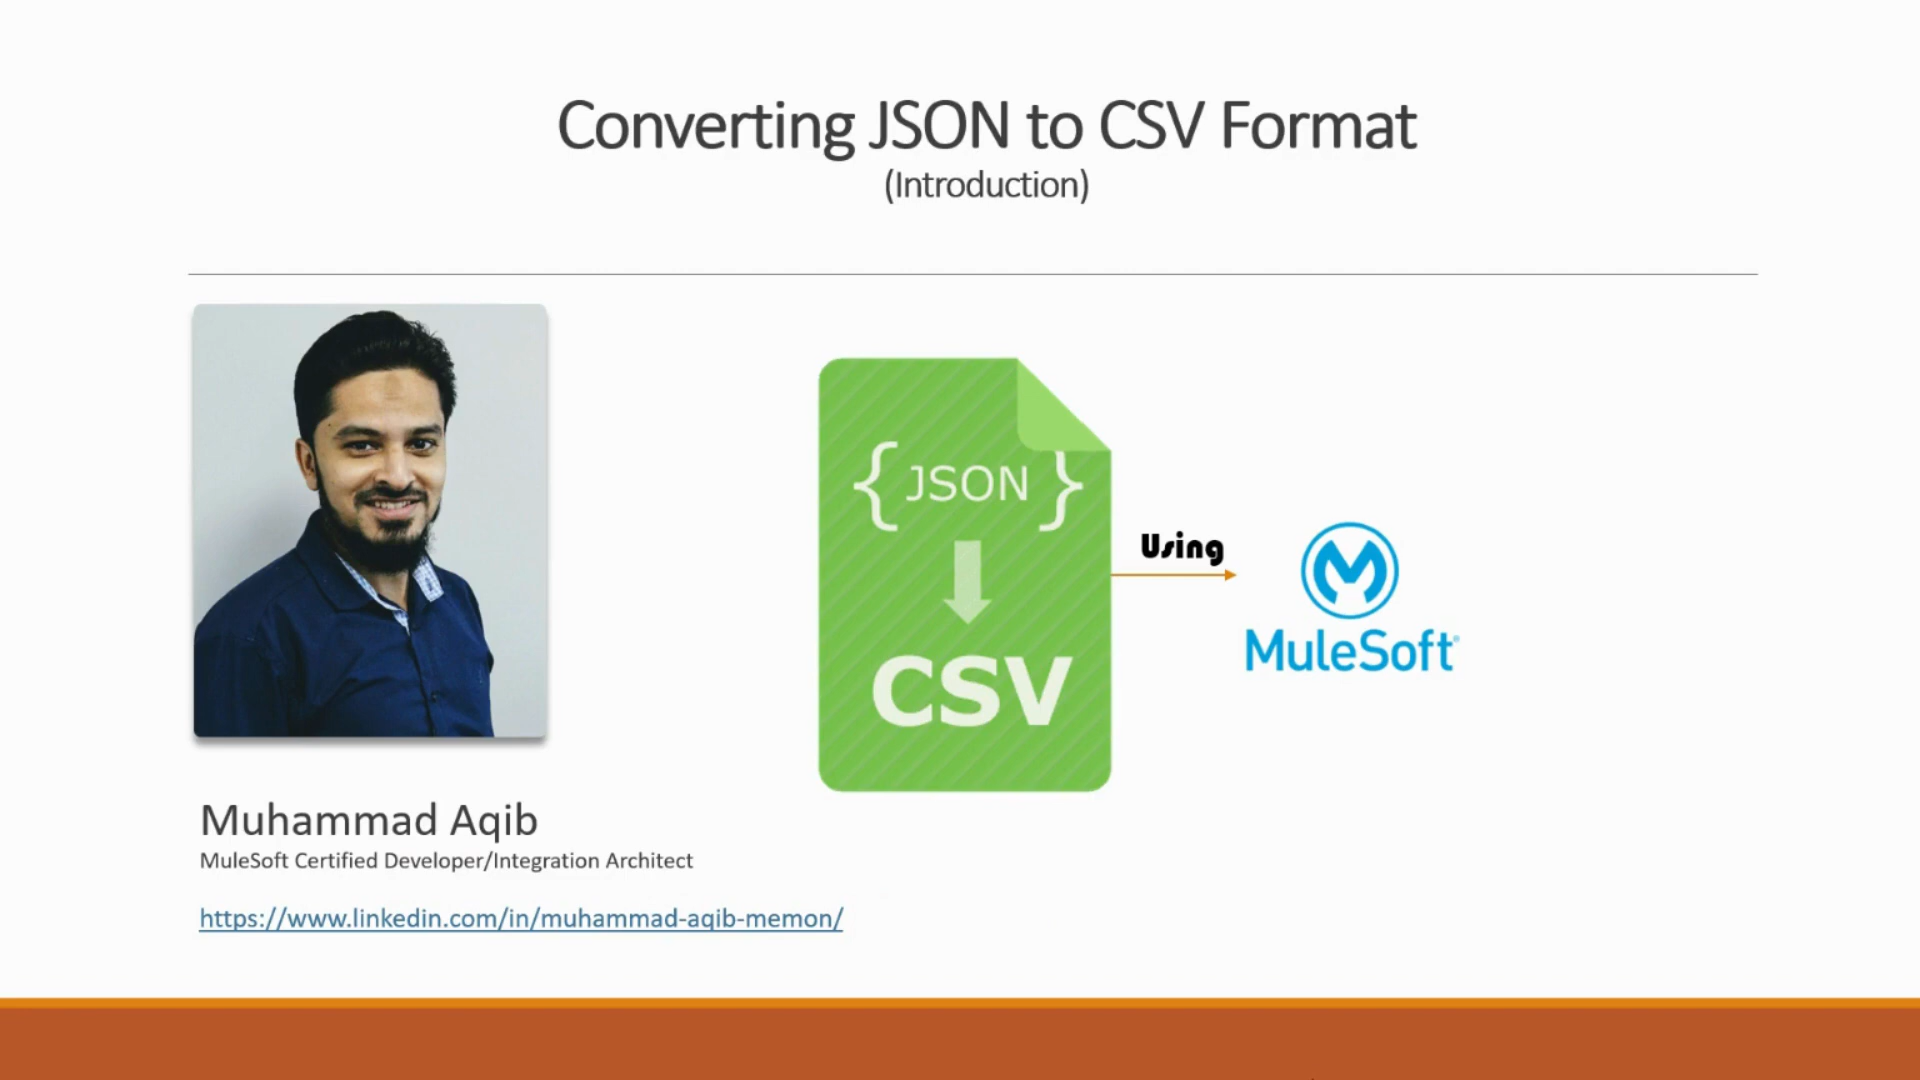 Converting JSON to CSV Format
(Introduction)
{ JSON }
CSV
Using
MuleSoft
Muhammad Aqib
MuleSoft Certified Developer/Integration Architect
https://www.linkedin.com/in/muhammad-aqib-memon/